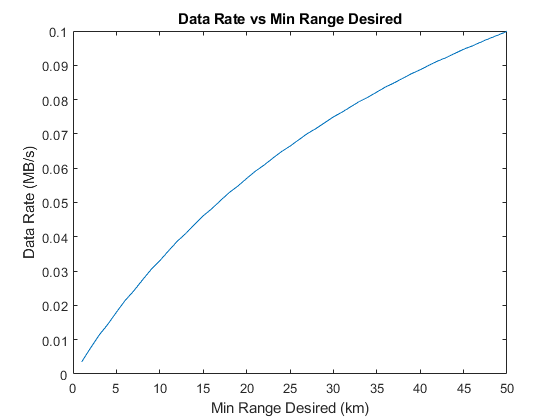 Data Rate vs Min Range Desired
0.1
0.09
0.08
0.07
0.06
0.05
0.04
0.03
0.02
0.01
0
Data Rate (MB/s)
0 5 10 15 20 25 30 35 40 45 50
Min Range Desired (km)